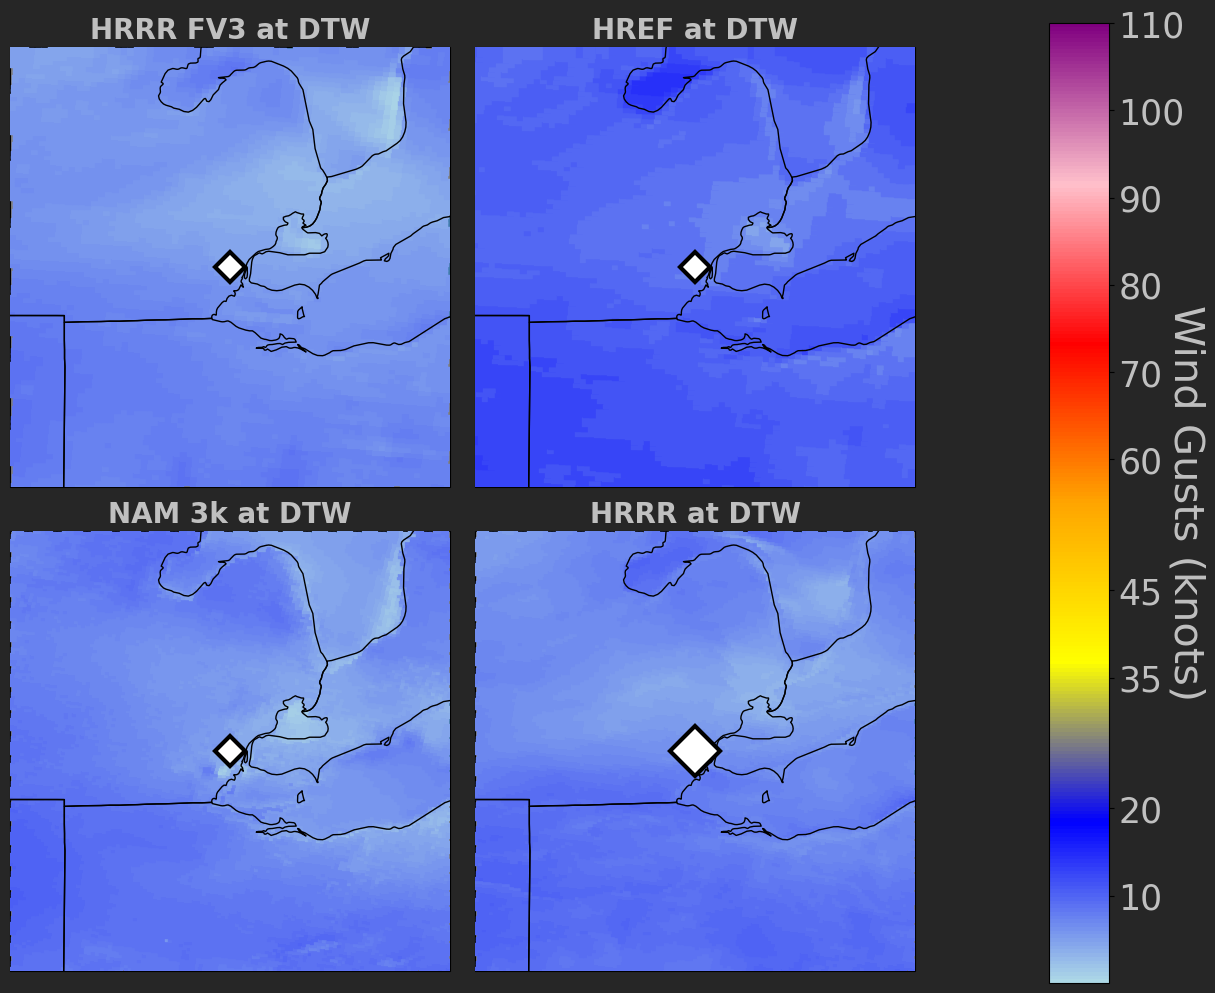 HRRR FV3 at DTW
HREF at DTW
NAM 3k at DTW
HRRR at DTW
110
100
90
80
70
60
45
35
20
10
Wind Gusts (knots)